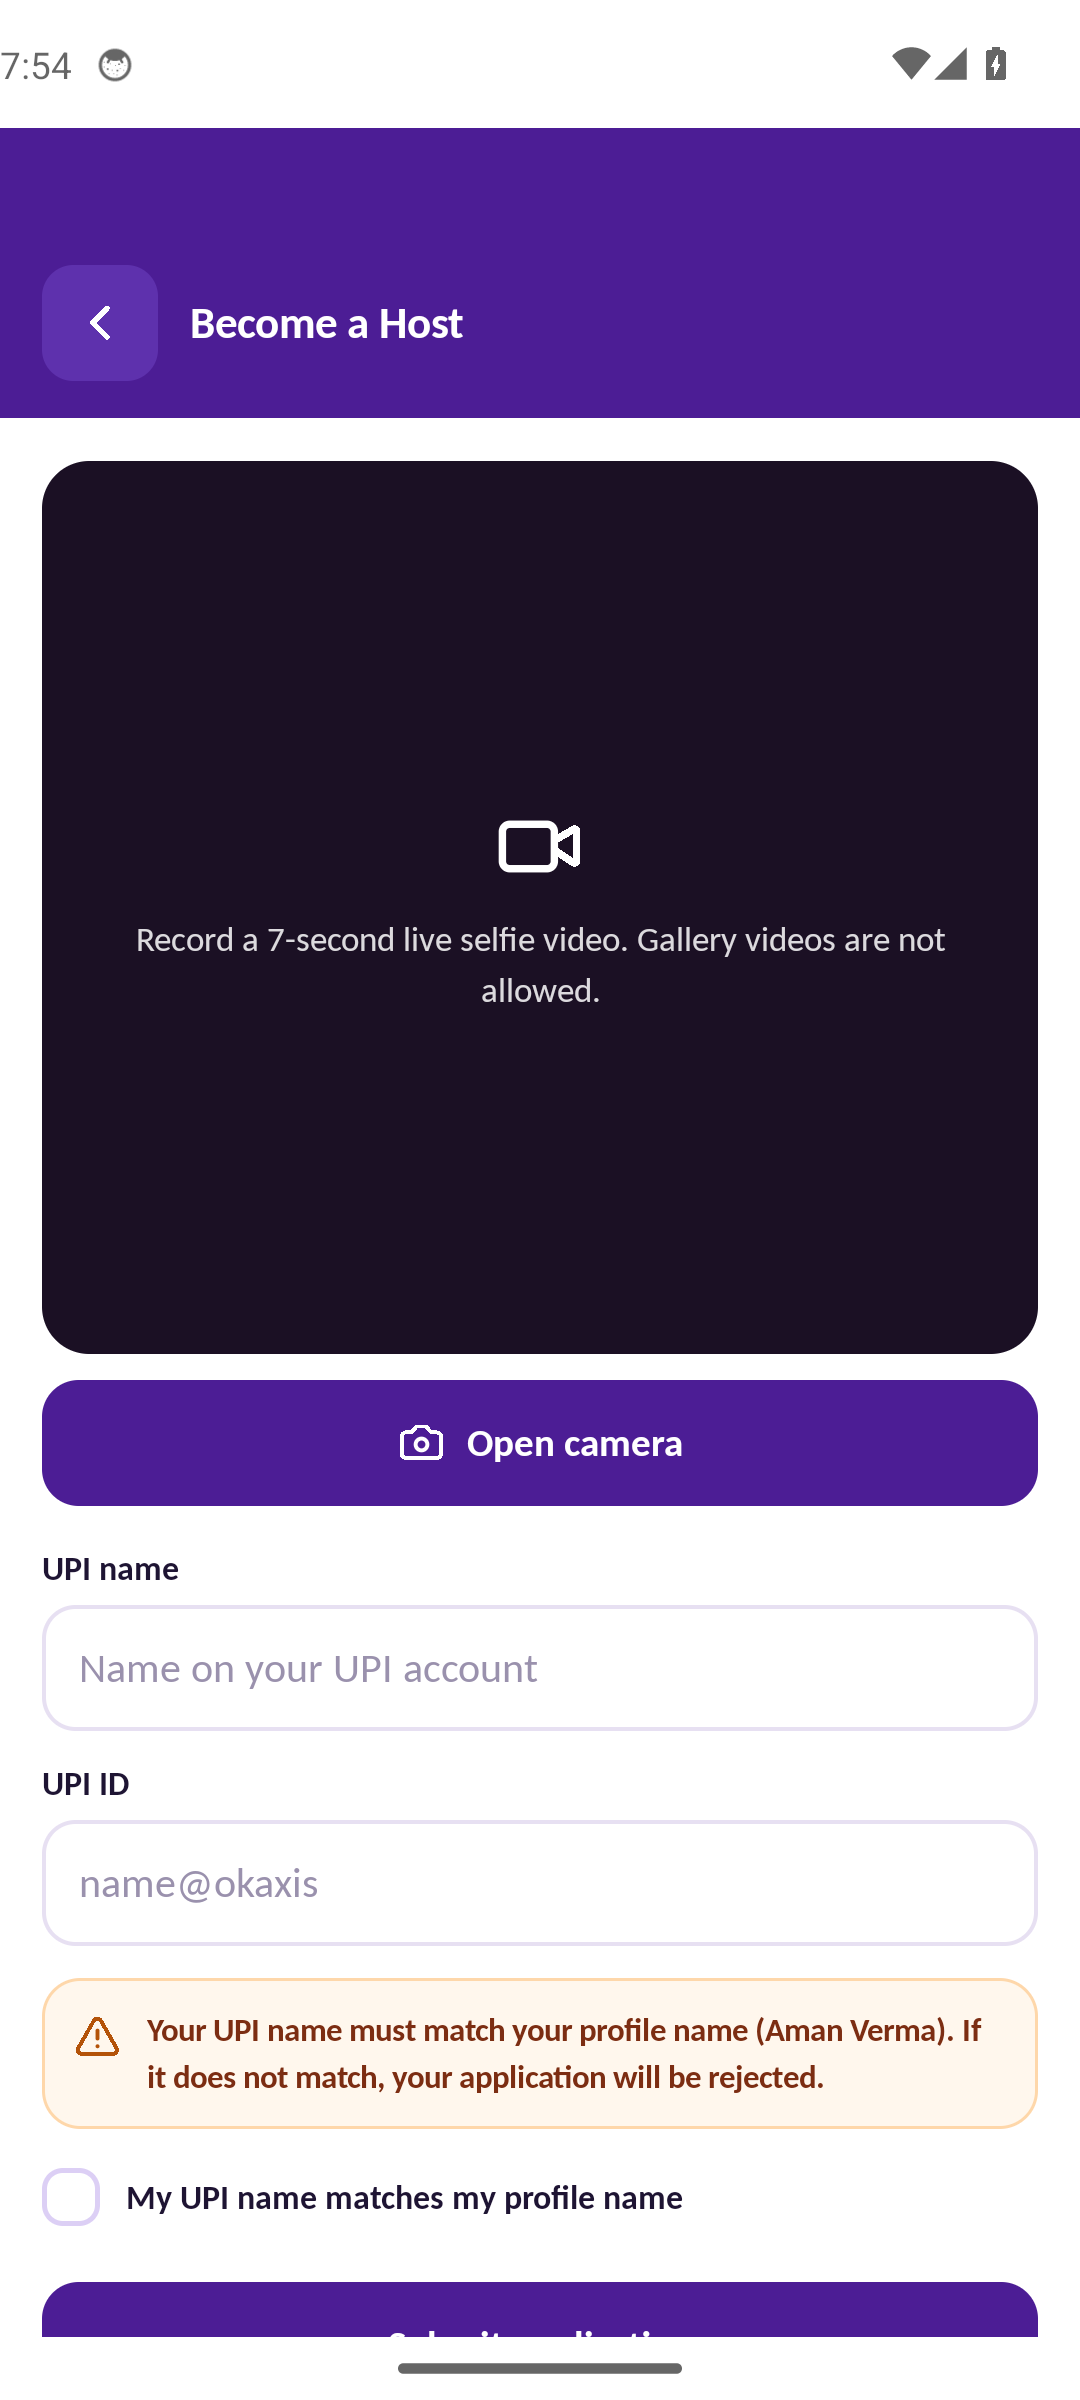 7:54
Become a Host
Record a 7-second live selfie video. Gallery videos are not
allowed.
Open camera
UPI name
Name on your UPI account
UPI ID
name@okaxis
Your UPI name must match your profile name (Aman Verma). If
it does not match, your application will be rejected.
My UPI name matches my profile name